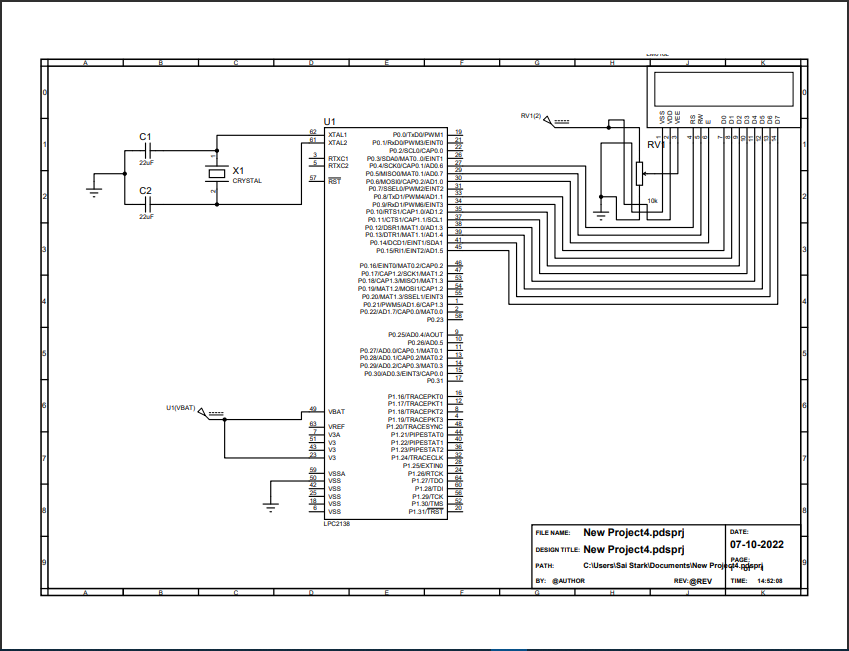 A B C D E F G H J K
0 0
1 1
2 2
3 3
4 4
5 5
6 6
7 7
8 8
9 9
A B C D E F G H J K
C1
22uF
C2
22uF
X1
CRYSTAL
1
2
U1
62 XTAL1
61 XTAL2
3 RTXC1
5 RTXC2
57 RST
49 VBAT
63 VREF
7 V3A
51 V3
43 V3
23 V3
59 VSSA
50 VSS
42 VSS
25 VSS
18 VSS
6 VSS
P0.0/TxD0/PWM1 19
P0.1/RxD0/PWM3/EINT0 21
P0.2/SCL0/CAP0.0 22
P0.3/SDA0/MAT0.0/EINT1 26
P0.4/SCK0/CAP0.1/AD0.6 27
P0.5/MISO0/MAT0.1/AD0.7 29
P0.6/MOSI0/CAP0.2/AD1.0 30
P0.7/SSEL0/PWM2/EINT2 31
P0.8/TxD1/PWM4/AD1.1 33
P0.9/RxD1/PWM6/EINT3 34
P0.10/RTS1/CAP1.0/AD1.2 35
P0.11/CTS1/CAP1.1/SCL1 37
P0.12/DSR1/MAT1.0/AD1.3 38
P0.13/DTR1/MAT1.1/AD1.4 39
P0.14/DCD1/EINT1/SDA1 41
P0.15/RI1/EINT2/AD1.5 45
P0.16/EINT0/MAT0.2/CAP0.2 46
P0.17/CAP1.2/SCK1/MAT1.2 47
P0.18/CAP1.3/MISO1/MAT1.3 53
P0.19/MAT1.2/MOSI1/CAP1.2 54
P0.20/MAT1.3/SSEL1/EINT3 55
P0.21/PWM5/AD1.6/CAP1.3 1
P0.22/AD1.7/CAP0.0/MAT0.0 2
P0.23 58
P0.25/AD0.4/AOUT 9
P0.26/AD0.5 10
P0.27/AD0.0/CAP0.1/MAT0.1 11
P0.28/AD0.1/CAP0.2/MAT0.2 13
P0.29/AD0.2/CAP0.3/MAT0.3 14
P0.30/AD0.3/EINT3/CAP0.0 15
P0.31 17
P1.16/TRACEPKT0 16
P1.17/TRACEPKT1 12
P1.18/TRACEPKT2 8
P1.19/TRACEPKT3 4
P1.20/TRACESYNC 48
P1.21/PIPESTAT0 44
P1.22/PIPESTAT1 40
P1.23/PIPESTAT2 36
P1.24/TRACECLK 32
P1.25/EXTIN0 28
P1.26/RTCK 24
P1.27/TDO 64
P1.28/TDI 60
P1.29/TCK 56
P1.30/TMS 52
P1.31/TRST 20
LPC2138
U1(VBAT)
RV1(2)
RV1
10k
VSS VDD VEE RS RW E D0 D1 D2 D3 D4 D5 D6 D7
1 2 3 4 5 6 7 8 9 10 11 12 13 14
FILE NAME: New Project4.pdsprj
DESIGN TITLE: New Project4.pdsprj
PATH: C:\Users\Sai Stark\Documents\New Project4.pdsprj
BY: @AUTHOR REV:@REV
DATE:
07-10-2022
PAGE:
TIME: 14:52:08